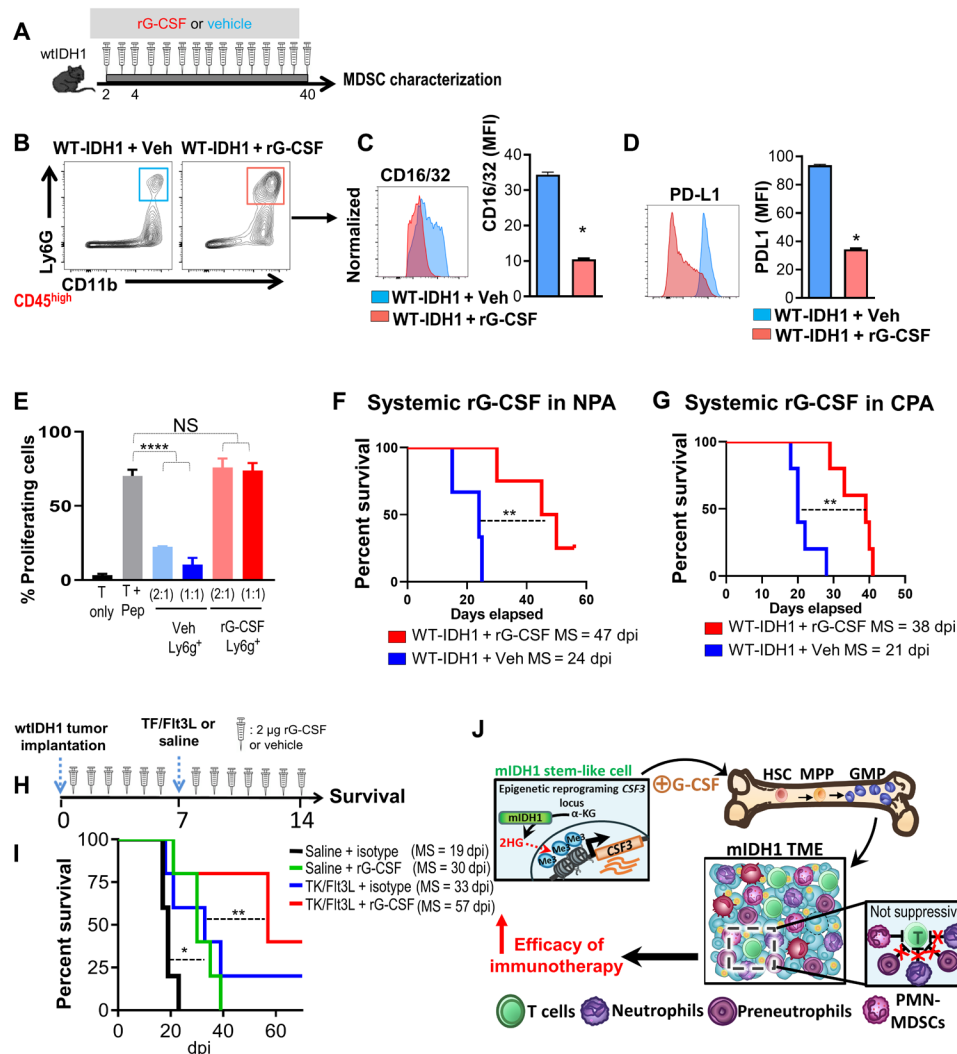 A
rG-CSF or vehicle
wtIDH1
2 4 40
MDSC characterization
B
WT-IDH1 + Veh WT-IDH1 + rG-CSF
Ly6G
CD11b
CD45high
C
CD16/32
Normalized
CD16/32 (MFI)
40
30
20
10
0
*
WT-IDH1 + Veh
WT-IDH1 + rG-CSF
D
PD-L1
PDL1 (MFI)
100
80
60
40
20
0
*
WT-IDH1 + Veh
WT-IDH1 + rG-CSF
E
% Proliferating cells
100
50
0
NS
****
T only
T + Pep
(2:1) (1:1) (2:1) (1:1)
Veh Ly6g+
rG-CSF Ly6g+
F Systemic rG-CSF in NPA
Percent survival
100
50
0
**
0 20 40 60
Days elapsed
WT-IDH1 + rG-CSF MS = 47 dpi
WT-IDH1 + Veh MS = 24 dpi
G Systemic rG-CSF in CPA
Percent survival
100
50
0
**
0 10 20 30 40 50
Days elapsed
WT-IDH1 + rG-CSF MS = 38 dpi
WT-IDH1 + Veh MS = 21 dpi
H
wtIDH1 tumor
implantation
TF/Flt3L or
saline
: 2 µg rG-CSF
or vehicle
Survival
0 7 14
I
Percent survival
100
75
50
25
0
Saline + isotype (MS = 19 dpi)
Saline + rG-CSF (MS = 30 dpi)
TK/Flt3L + isotype (MS = 33 dpi)
TK/Flt3L + rG-CSF (MS = 57 dpi)
**
*
0 20 40 60
dpi
J
mIDH1 stem-like cell
Epigenetic reprograming CSF3
locus
mIDH1
α-KG
2HG
Me3
Me3
Me3
CSF3
G-CSF
HSC MPP GMP
mIDH1 TME
Not suppressive
T
Efficacy of
immunotherapy
T cells
Neutrophils
Preneutrophils
PMN-
MDSCs